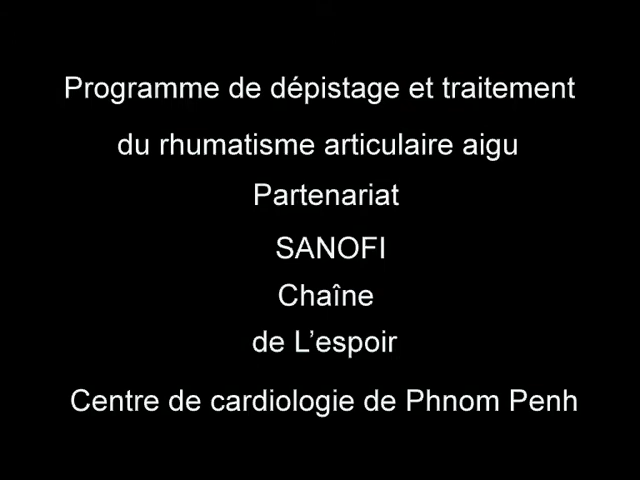 Programme de dépistage et traitement
du rhumatisme articulaire aigu
Partenariat
SANOFI
Chaîne
de L’espoir
Centre de cardiologie de Phnom Penh